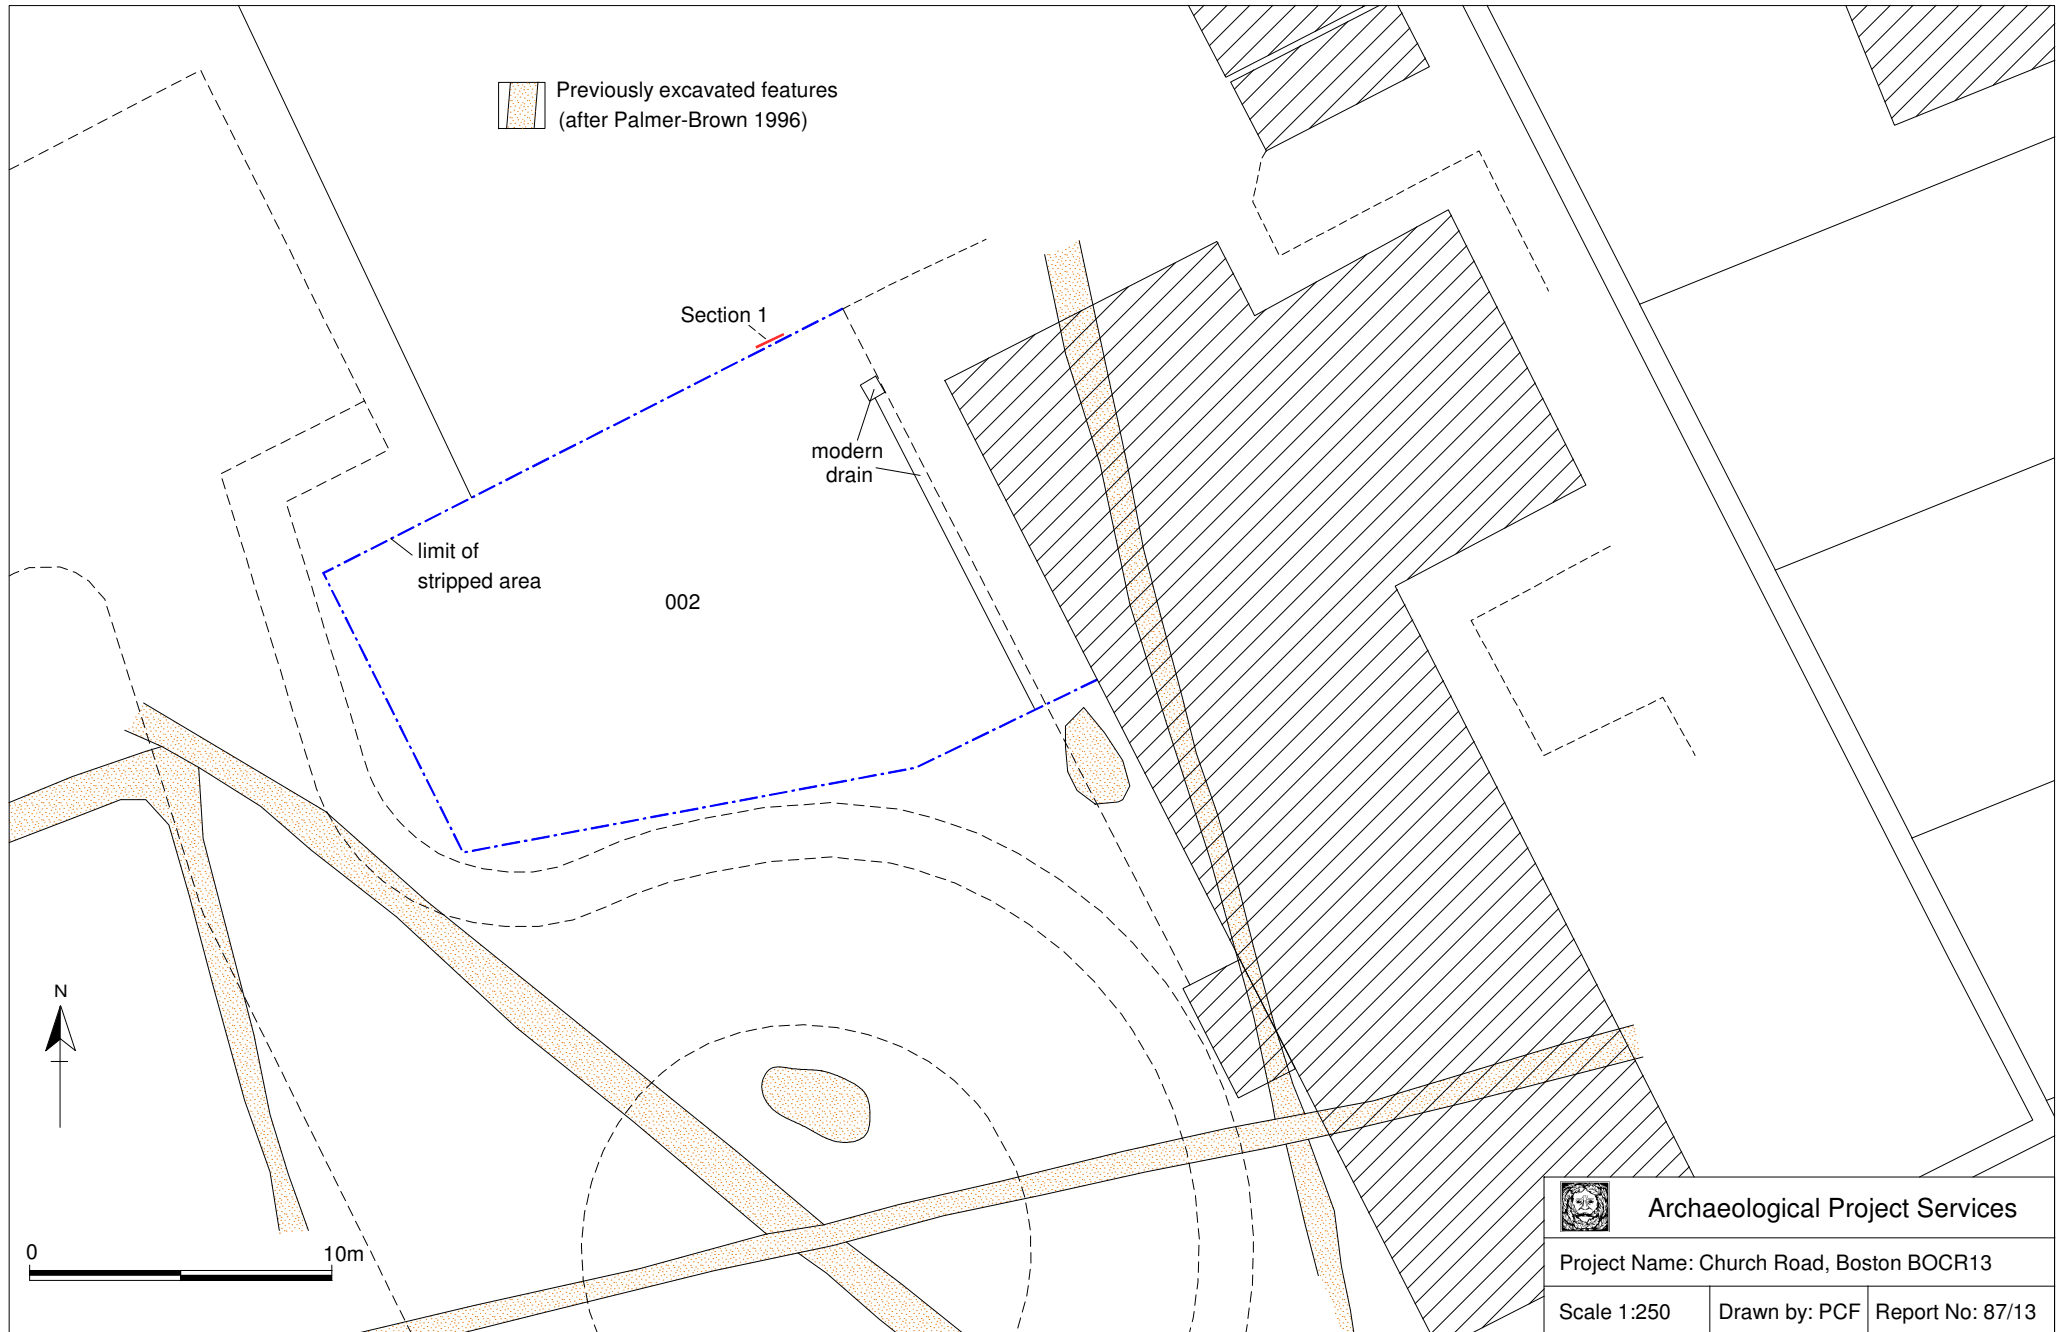 Previously excavated features
(after Palmer-Brown 1996)
Section 1
modern
drain
limit of
stripped area
002
N
0
10m
Archaeological Project Services
Project Name: Church Road, Boston BOCR13
Scale 1:250
Drawn by: PCF
Report No: 87/13